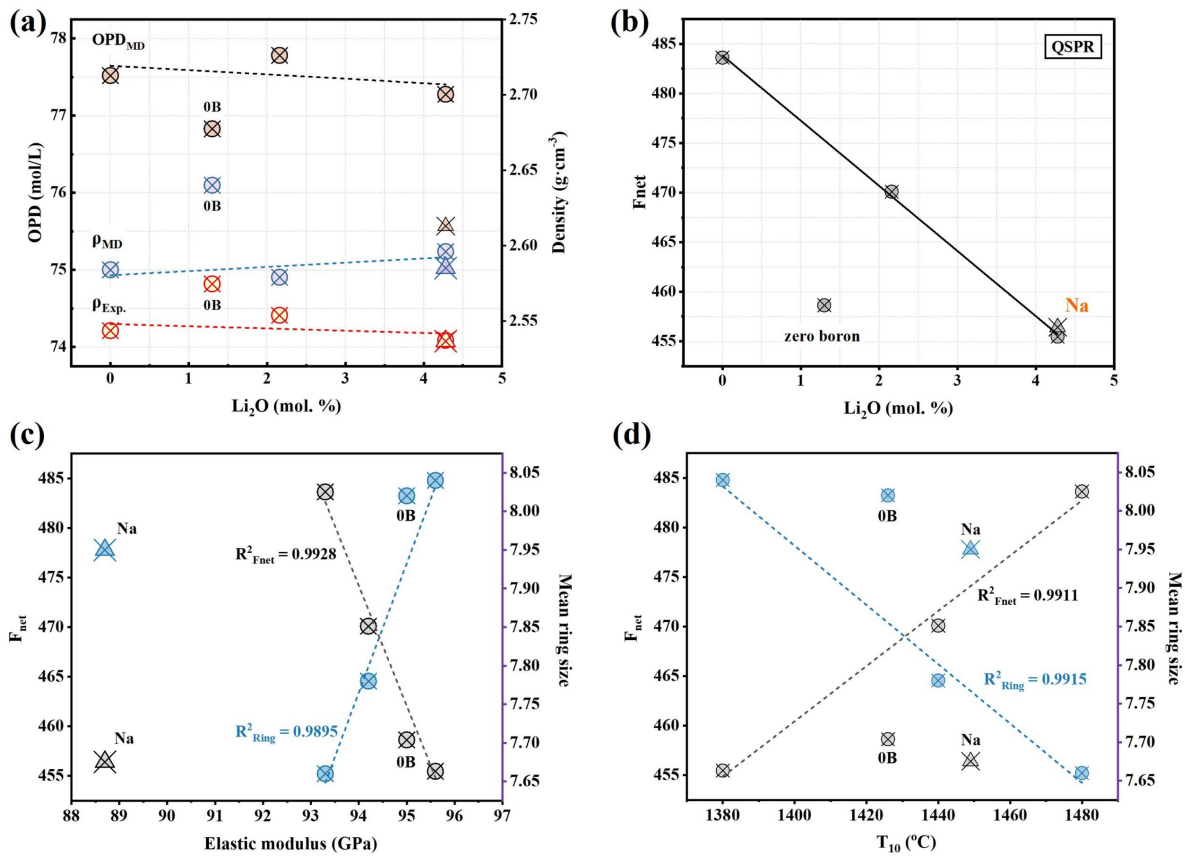 (a)
OPD_MD
0B
0B
ρ_MD
ρ_Exp.
0B
78
77
76
75
74
OPD (mol/L)
2.75
2.70
2.65
2.60
2.55
Density (g·cm⁻³)
0 1 2 3 4 5
Li₂O (mol. %)
(b)
QSPR
Na
zero boron
485
480
475
470
465
460
455
Fnet
0 1 2 3 4 5
Li₂O (mol. %)
(c)
Na
0B
R²_Fnet = 0.9928
R²_Ring = 0.9895
Na
0B
485
480
475
470
465
460
455
F_net
8.05
8.00
7.95
7.90
7.85
7.80
7.75
7.70
7.65
Mean ring size
88 89 90 91 92 93 94 95 96 97
Elastic modulus (GPa)
(d)
0B
Na
R²_Fnet = 0.9911
R²_Ring = 0.9915
0B
Na
485
480
475
470
465
460
455
F_net
8.05
8.00
7.95
7.90
7.85
7.80
7.75
7.70
7.65
Mean ring size
1380 1400 1420 1440 1460 1480
T₁₀ (ºC)